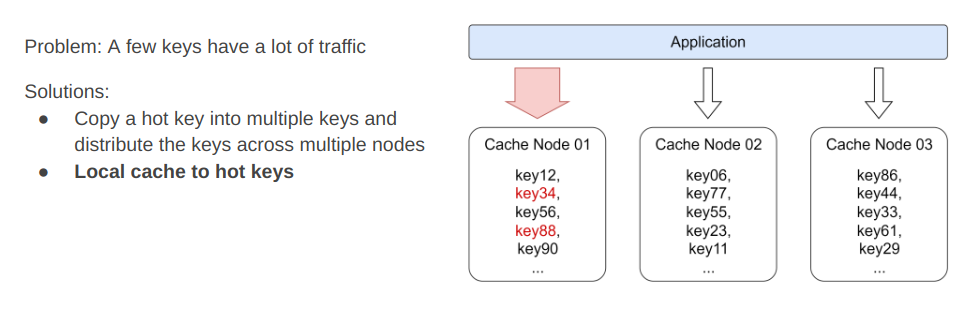 Problem: A few keys have a lot of traffic
Solutions:
● Copy a hot key into multiple keys and
distribute the keys across multiple nodes
● Local cache to hot keys
Application
Cache Node 01
key12,
key34,
key56,
key88,
key90
...
Cache Node 02
key06,
key77,
key55,
key23,
key11
...
Cache Node 03
key86,
key44,
key33,
key61,
key29
...